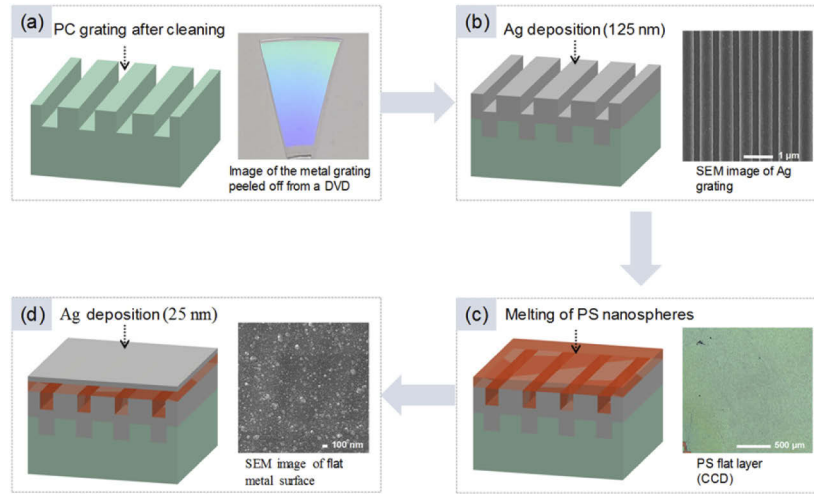 (a)
PC grating after cleaning
Image of the metal grating
peeled off from a DVD
(b)
Ag deposition (125 nm)
1 µm
SEM image of Ag
grating
(d)
Ag deposition (25 nm)
100 nm
SEM image of flat
metal surface
(c)
Melting of PS nanospheres
500 µm
PS flat layer
(CCD)